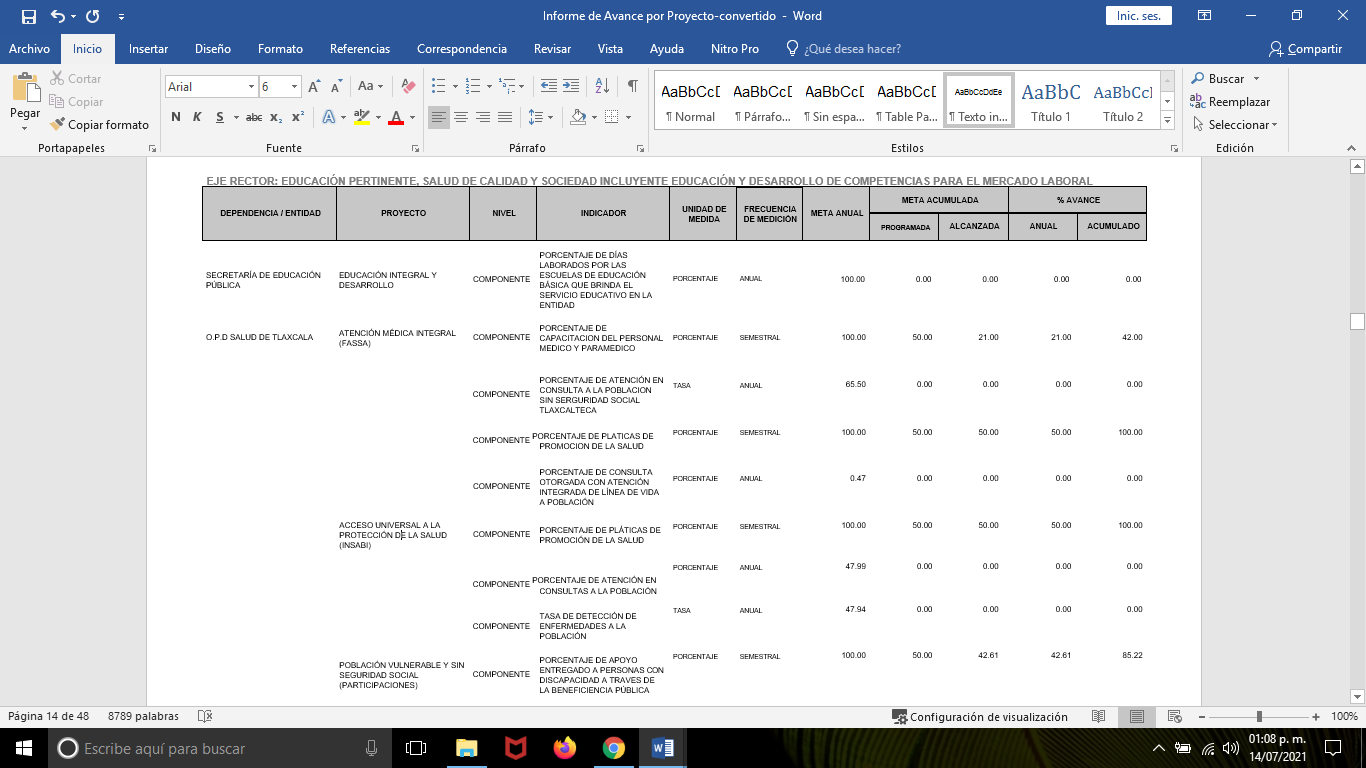 Informe de Avance por Proyecto-convertido - Word
Inic. ses.
Archivo Inicio Insertar Diseño Formato Referencias Correspondencia Revisar Vista Ayuda Nitro Pro ¿Qué desea hacer? Compartir
Pegar
Cortar
Copiar
Copiar formato
Portapapeles
Arial 6
Aa
N K S abc x₂ x² A A
Fuente
Párrafo
AaBbCcD AaBbCcD AaBbCcD AaBbCcD AaBbCcDdEe AaBbC AaBbCcI
¶ Normal ¶ Párrafo... ¶ Sin espa... ¶ Table Pa... ¶ Texto in... Título 1 Título 2
Estilos
Buscar
Reemplazar
Seleccionar
Edición
EJE RECTOR: EDUCACIÓN PERTINENTE, SALUD DE CALIDAD Y SOCIEDAD INCLUYENTE EDUCACIÓN Y DESARROLLO DE COMPETENCIAS PARA EL MERCADO LABORAL
DEPENDENCIA / ENTIDAD PROYECTO NIVEL INDICADOR UNIDAD DE MEDIDA FRECUENCIA DE MEDICIÓN META ANUAL META ACUMULADA % AVANCE
PROGRAMADA ALCANZADA ANUAL ACUMULADO
SECRETARÍA DE EDUCACIÓN PÚBLICA EDUCACIÓN INTEGRAL Y DESARROLLO COMPONENTE PORCENTAJE DE DÍAS LABORADOS POR LAS ESCUELAS DE EDUCACIÓN BÁSICA QUE BRINDA EL SERVICIO EDUCATIVO EN LA ENTIDAD PORCENTAJE ANUAL 100.00 0.00 0.00 0.00 0.00
O.P.D SALUD DE TLAXCALA ATENCIÓN MÉDICA INTEGRAL (FASSA) COMPONENTE PORCENTAJE DE CAPACITACION DEL PERSONAL MEDICO Y PARAMEDICO PORCENTAJE SEMESTRAL 100.00 50.00 21.00 21.00 42.00
COMPONENTE PORCENTAJE DE ATENCIÓN EN CONSULTA A LA POBLACION SIN SERGURIDAD SOCIAL TLAXCALTECA TASA ANUAL 65.50 0.00 0.00 0.00 0.00
COMPONENTE PORCENTAJE DE PLATICAS DE PROMOCION DE LA SALUD PORCENTAJE SEMESTRAL 100.00 50.00 50.00 50.00 100.00
COMPONENTE PORCENTAJE DE CONSULTA OTORGADA CON ATENCIÓN INTEGRADA DE LÍNEA DE VIDA A POBLACIÓN PORCENTAJE ANUAL 0.47 0.00 0.00 0.00 0.00
ACCESO UNIVERSAL A LA PROTECCIÓN DE LA SALUD (INSABI) COMPONENTE PORCENTAJE DE PLÁTICAS DE PROMOCIÓN DE LA SALUD PORCENTAJE SEMESTRAL 100.00 50.00 50.00 50.00 100.00
COMPONENTE PORCENTAJE DE ATENCIÓN EN CONSULTAS A LA POBLACIÓN PORCENTAJE ANUAL 47.99 0.00 0.00 0.00 0.00
COMPONENTE TASA DE DETECCIÓN DE ENFERMEDADES A LA POBLACIÓN TASA ANUAL 47.94 0.00 0.00 0.00 0.00
POBLACIÓN VULNERABLE Y SIN SEGURIDAD SOCIAL (PARTICIPACIONES) COMPONENTE PORCENTAJE DE APOYO ENTREGADO A PERSONAS CON DISCAPACIDAD A TRAVES DE LA BENEFICIENCIA PÚBLICA PORCENTAJE SEMESTRAL 100.00 50.00 42.61 42.61 85.22
Página 14 de 48 8789 palabras Configuración de visualización 100%
Escribe aquí para buscar
01:08 p. m.
14/07/2021